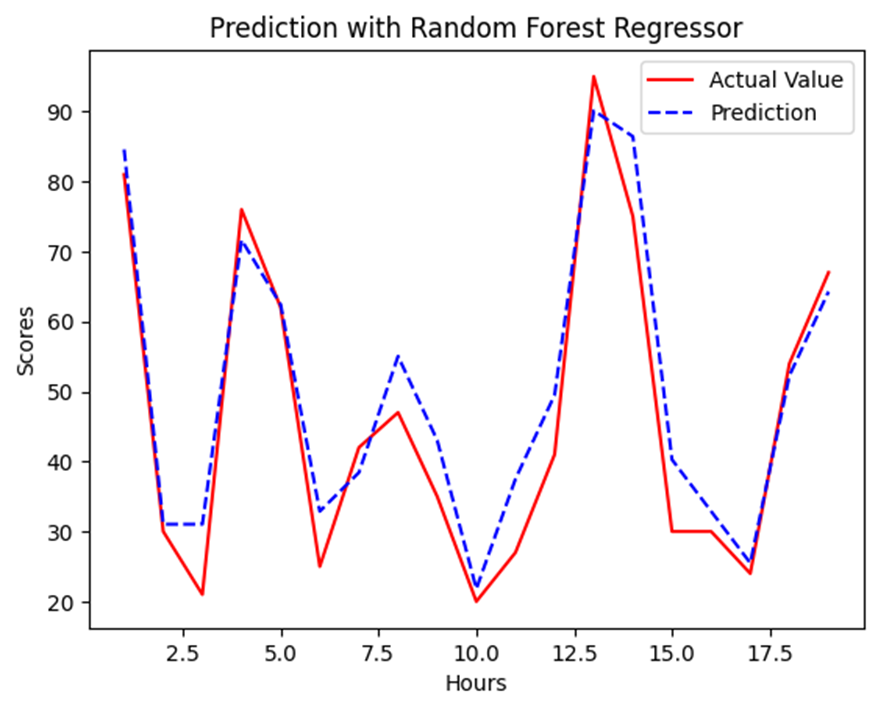 Prediction with Random Forest Regressor
Actual Value
Prediction
90
80
70
60
50
40
30
20
Scores
2.5 5.0 7.5 10.0 12.5 15.0 17.5
Hours